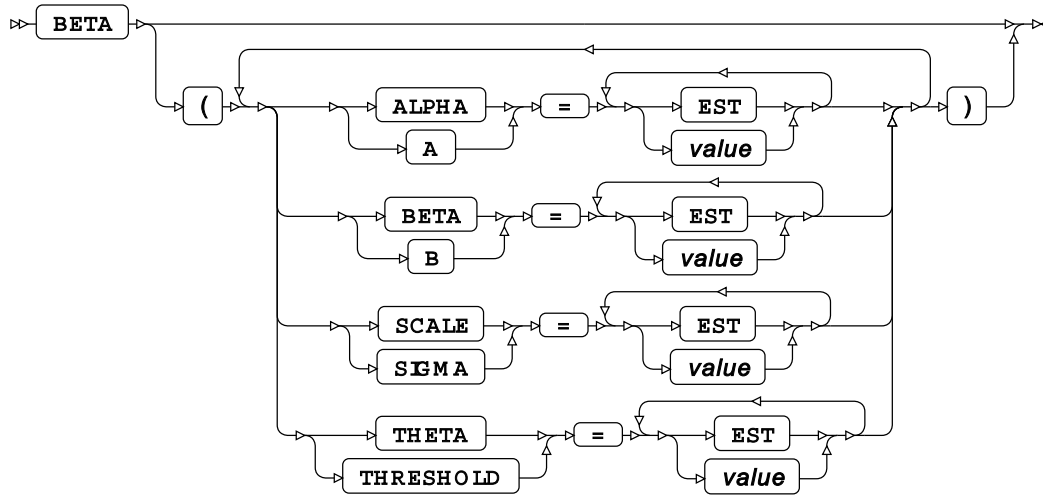 BETA
( ALPHA = EST )
A value
BETA = EST
B value
SCALE = EST
SIGMA value
THETA = EST
THRESHOLD value